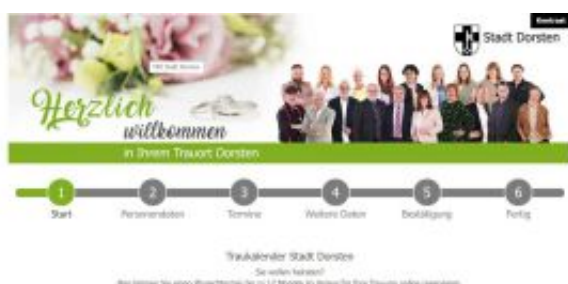 Kontrast
Stadt Dorsten
Herzlich
willkommen
in Ihrem Trauort Dorsten
1 2 3 4 5 6
Start Personendaten Termine Weitere Daten Bestätigung Fertig
Traukalender Stadt Dorsten
Sie wollen heiraten?